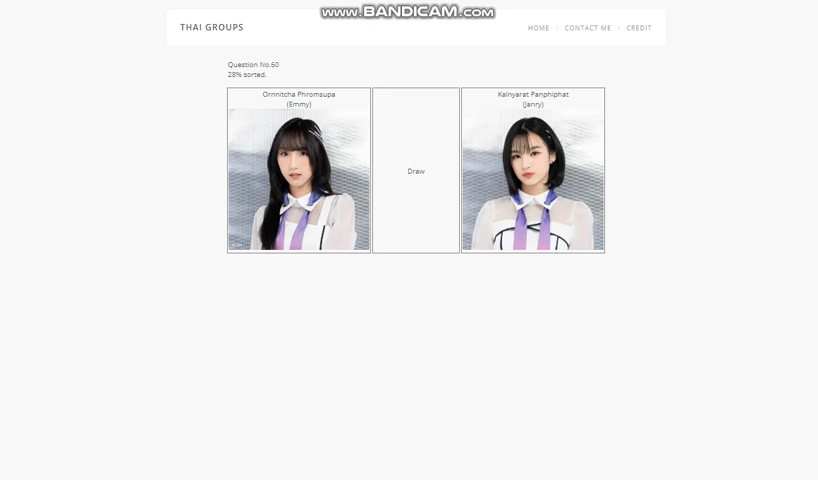 www.BANDICAM.com
THAI GROUPS
HOME / CONTACT ME / CREDIT
Question No.60
28% sorted.
Ornnitcha Phromsupa
(Emmy)
Draw
Kalnyarat Panphiphat
(Janry)